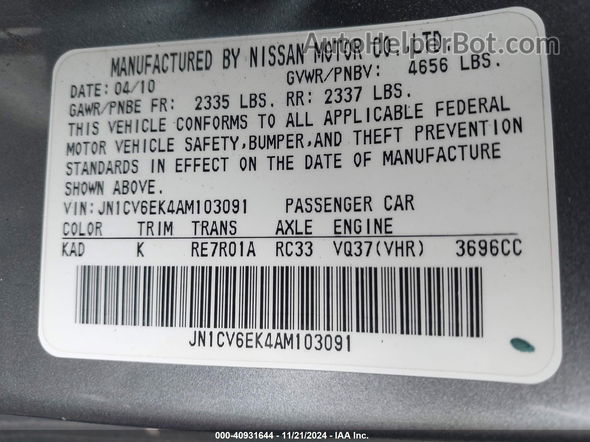 AutoHelperBot.com
MANUFACTURED BY NISSAN MOTOR CO.,LTD.
DATE: 04/10 GVWR/PNBV: 4656 LBS.
GAWR/PNBE FR: 2335 LBS. RR: 2337 LBS.
THIS VEHICLE CONFORMS TO ALL APPLICABLE FEDERAL
MOTOR VEHICLE SAFETY,BUMPER,AND THEFT PREVENTION
STANDARDS IN EFFECT ON THE DATE OF MANUFACTURE
SHOWN ABOVE.
VIN:JN1CV6EK4AM103091 PASSENGER CAR
COLOR TRIM TRANS AXLE ENGINE
KAD K RE7R01A RC33 VQ37(VHR) 3696CC
JN1CV6EK4AM103091
000-40931644 - 11/21/2024 - IAA Inc.